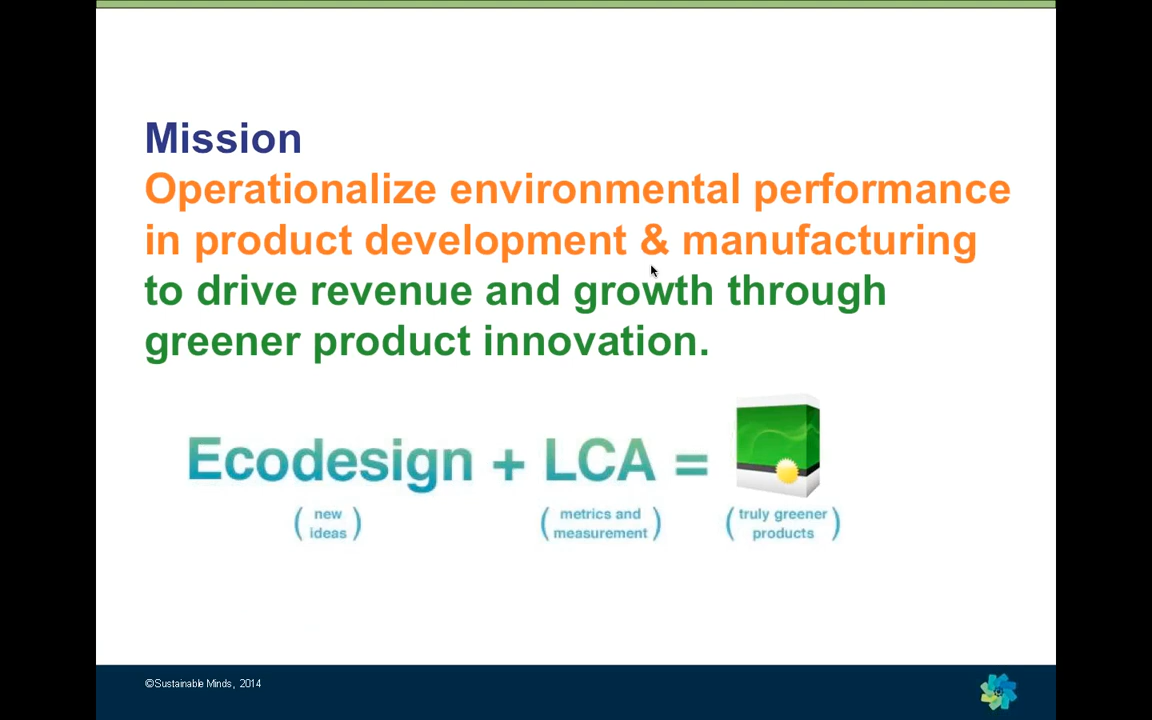 Mission
Operationalize environmental performance
in product development & manufacturing
to drive revenue and growth through
greener product innovation.
Ecodesign + LCA =
( new ideas ) ( metrics and measurement ) ( truly greener products )
©Sustainable Minds, 2014